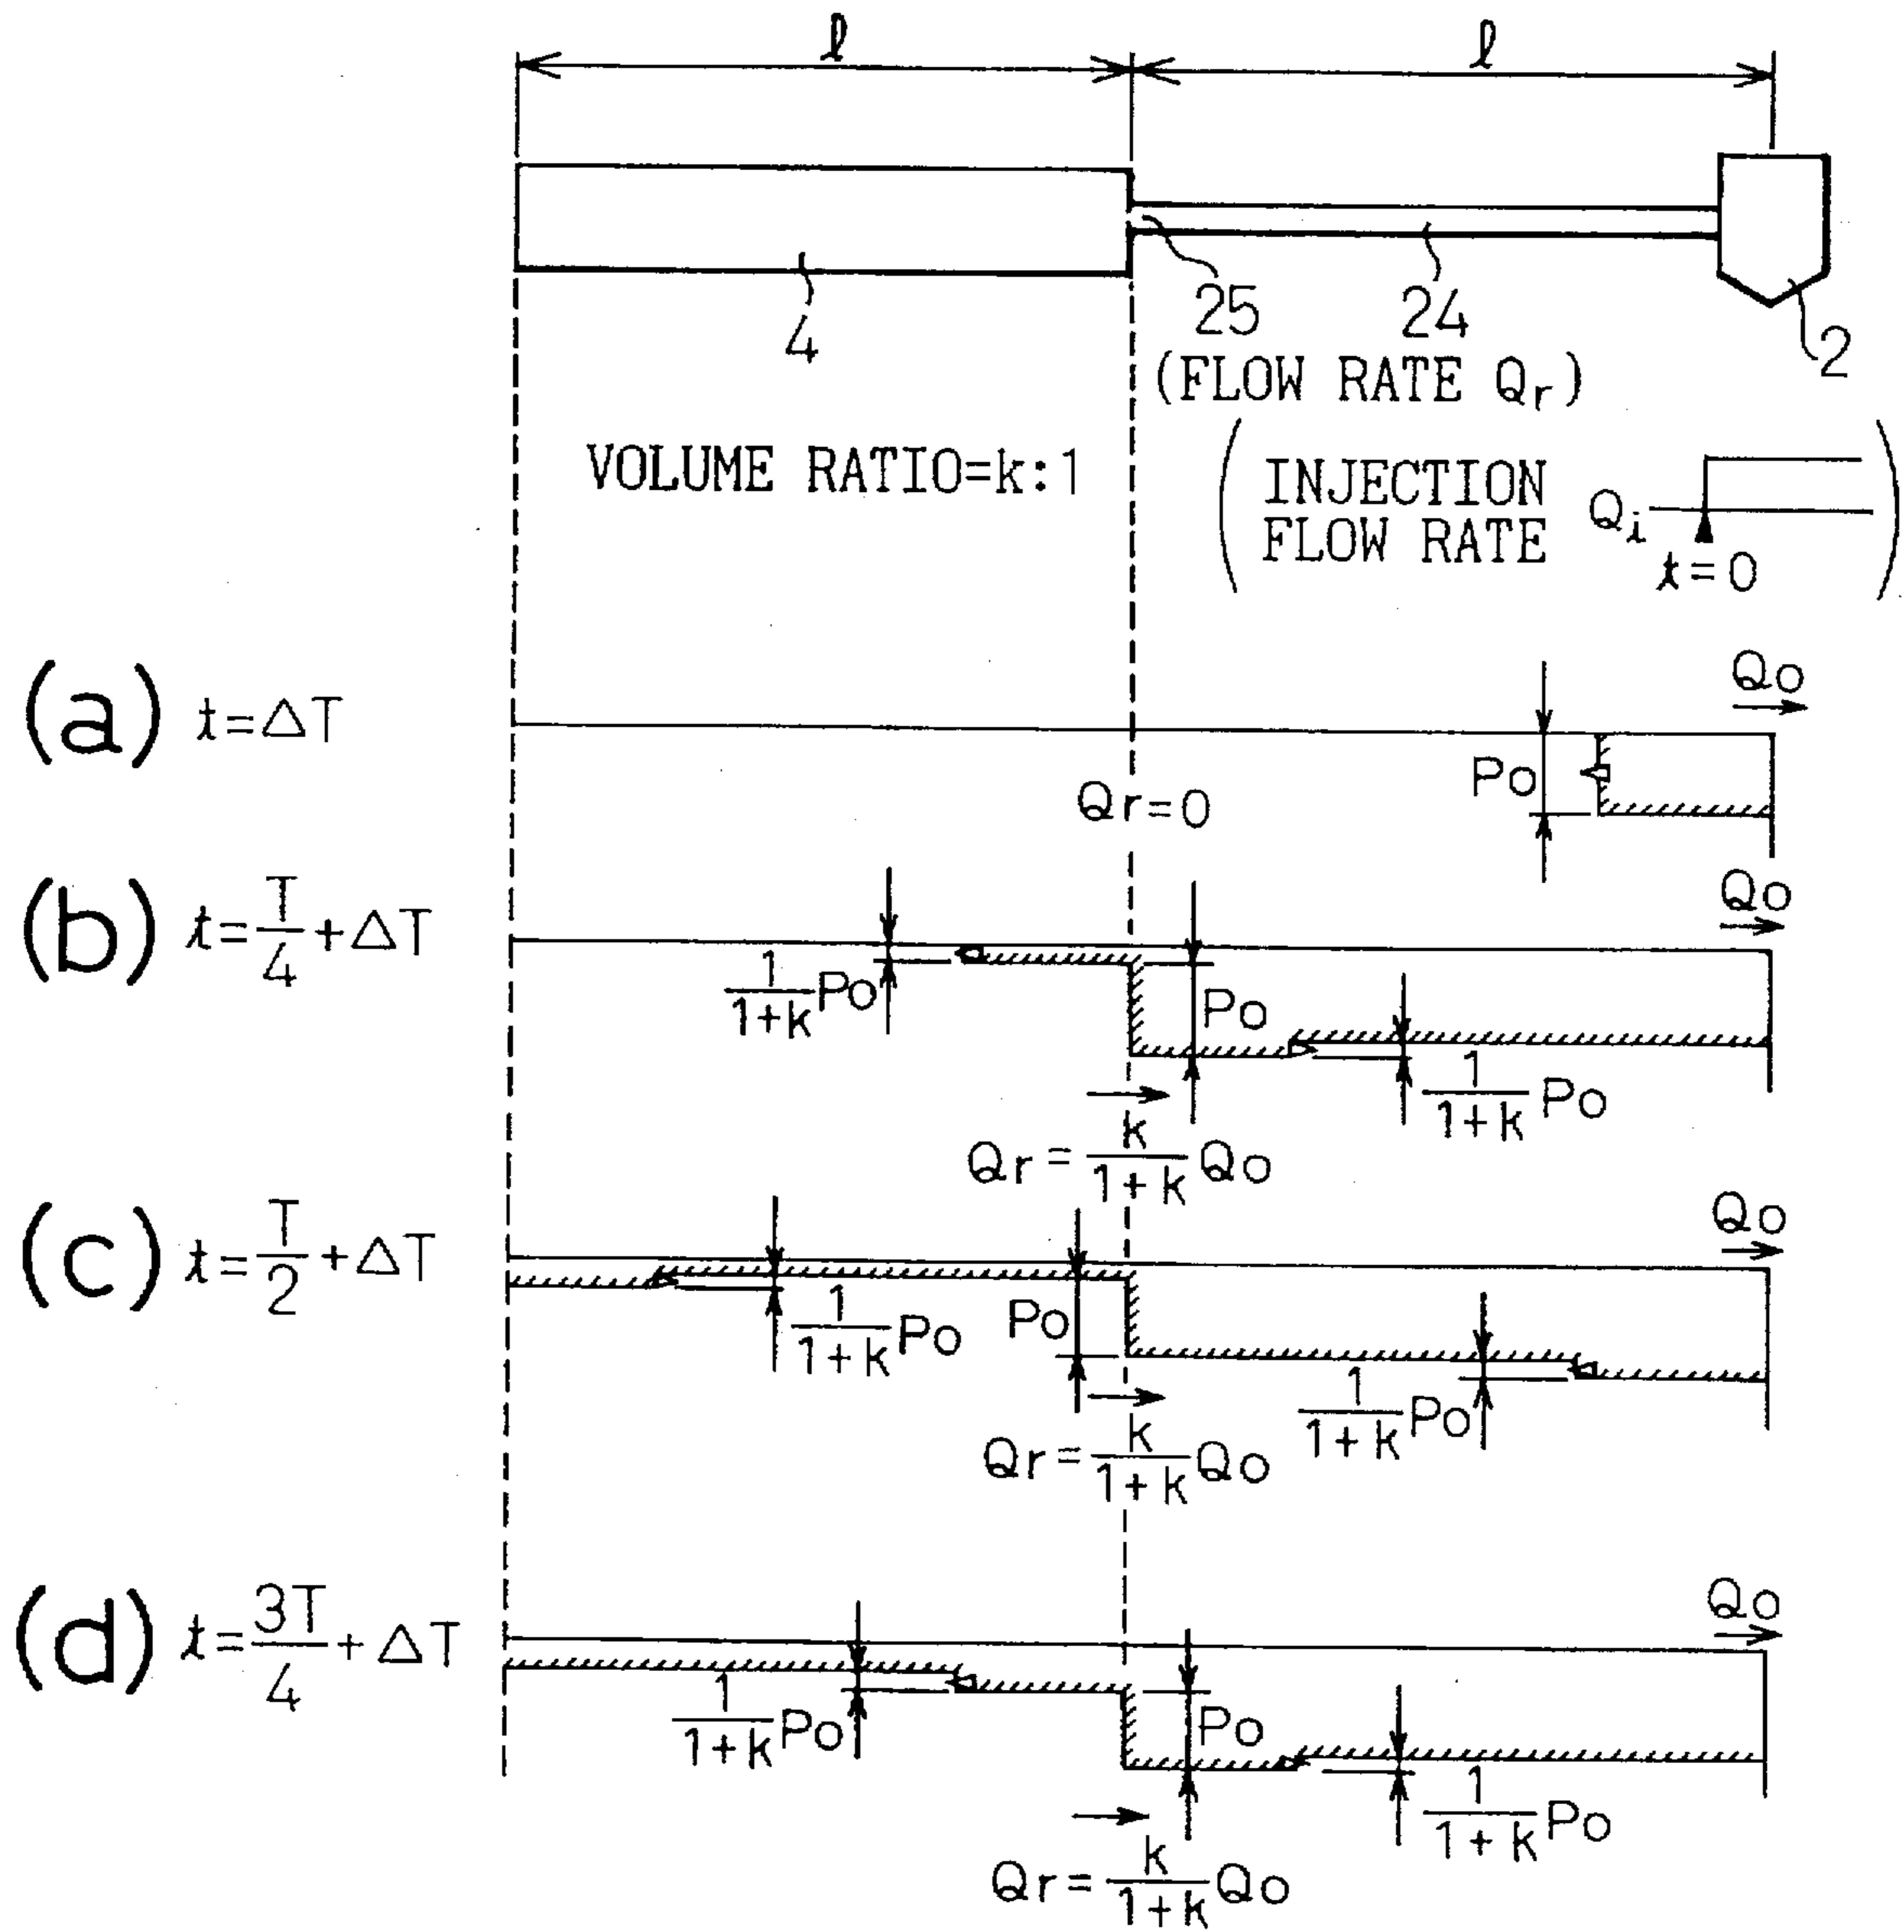 l l
4 25 24 2
(FLOW RATE Qr)
VOLUME RATIO=k:1
(INJECTION FLOW RATE Qi t=0)
(a) t=ΔT
Qo
Po
Qr=0
(b) t=T/4+ΔT
Qo
1/(1+k)Po
Po
1/(1+k)Po
Qr=k/(1+k)Qo
(c) t=T/2+ΔT
Qo
1/(1+k)Po
Po
1/(1+k)Po
Qr=k/(1+k)Qo
(d) t=3T/4+ΔT
Qo
1/(1+k)Po
Po
1/(1+k)Po
Qr=k/(1+k)Qo